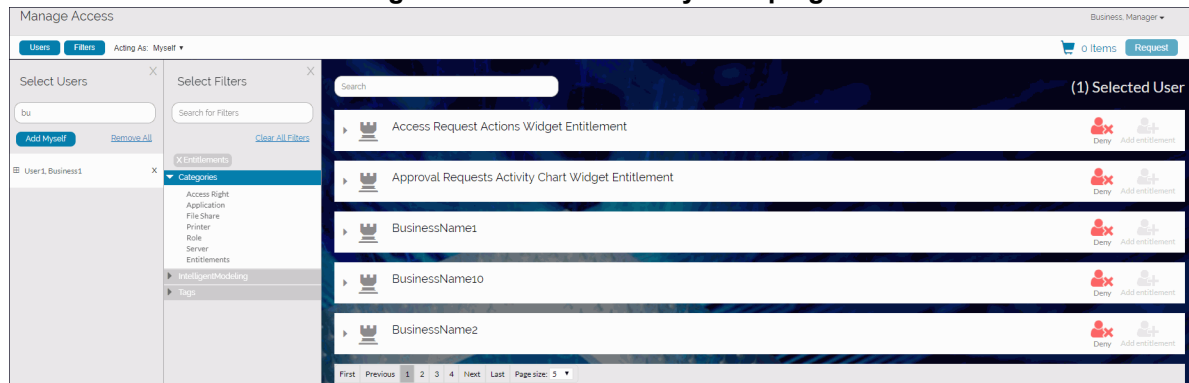 Manage Access
Business, Manager
Users Filters Acting As: Myself
0 Items Request
Select Users X
bu
Add Myself Remove All
User1, Business1 X
Select Filters X
Search for Filters
Clear All Filters
X Entitlements
Categories
Access Right
Application
File Share
Printer
Role
Server
Entitlements
IntelligentModeling
Tags
Search
(1) Selected User
Access Request Actions Widget Entitlement
Deny Add entitlement
Approval Requests Activity Chart Widget Entitlement
Deny Add entitlement
BusinessName1
Deny Add entitlement
BusinessName10
Deny Add entitlement
BusinessName2
Deny Add entitlement
First Previous 1 2 3 4 Next Last Page size: 5